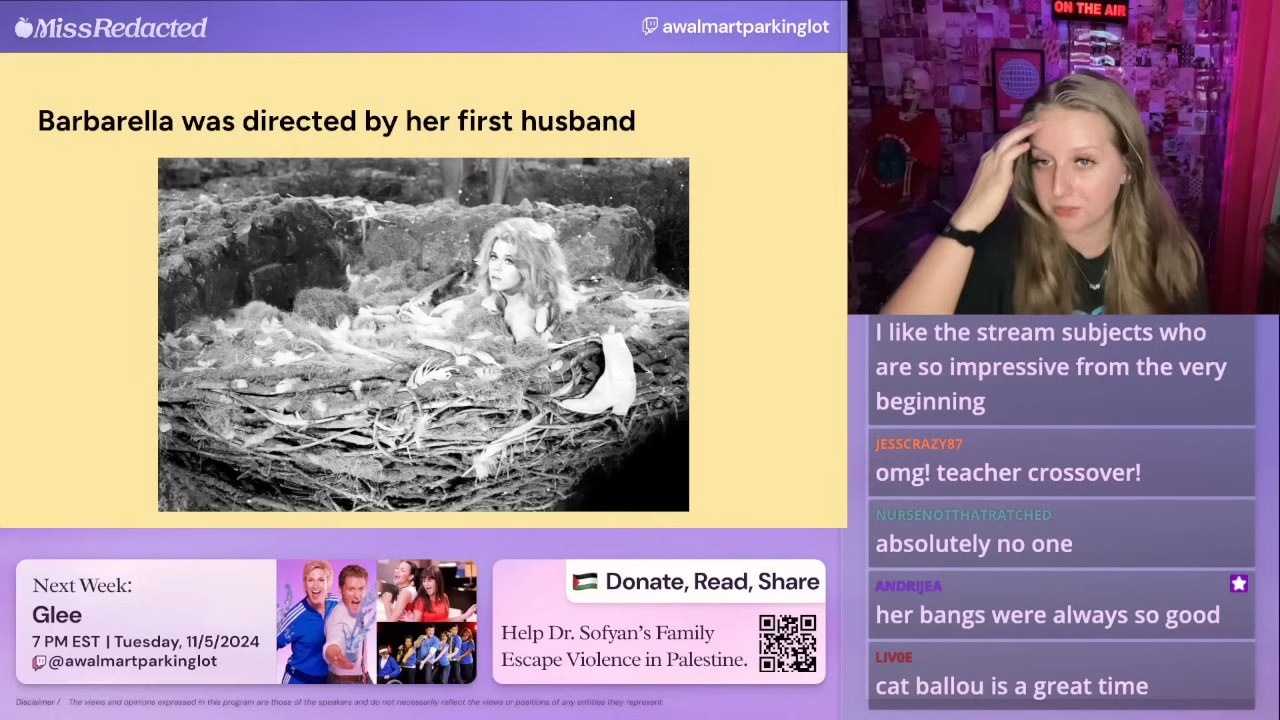 MissRedacted
awalmartparkinglot
ON THE AIR
Barbarella was directed by her first husband
I like the stream subjects who
are so impressive from the very
beginning
JESSCRAZY87
omg! teacher crossover!
NURSENOTTHATRATCHED
absolutely no one
ANDRIJEA
her bangs were always so good
LIV0E
cat ballou is a great time
Next Week:
Glee
7 PM EST | Tuesday, 11/5/2024
@awalmartparkinglot
Donate, Read, Share
Help Dr. Sofyan's Family
Escape Violence in Palestine.
Disclaimer / The views and opinions expressed in this program are those of the speakers and do not necessarily reflect the views or positions of any entities they represent